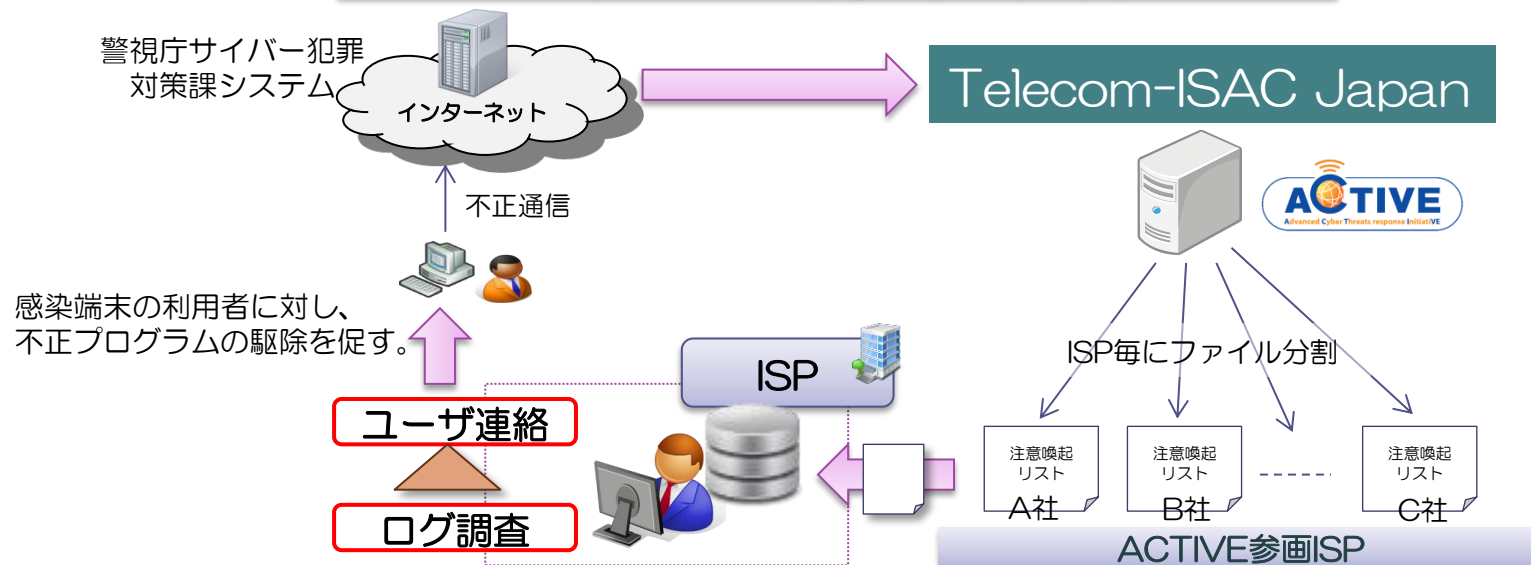 警視庁サイバー犯罪
対策課システム
インターネット
Telecom-ISAC Japan
ACTIVE
Advanced Cyber Threats response InitiatiVE
不正通信
感染端末の利用者に対し、
不正プログラムの駆除を促す。
ISP毎にファイル分割
ISP
ユーザ連絡
ログ調査
注意喚起
リスト
A社
注意喚起
リスト
B社
注意喚起
リスト
C社
ACTIVE参画ISP